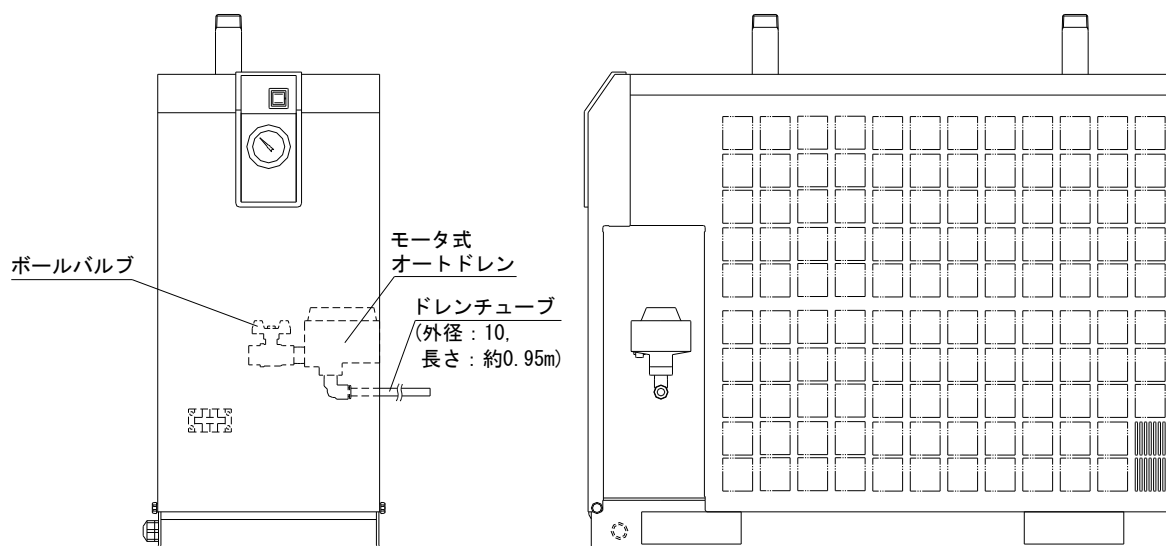 モータ式
オートドレン
ボールバルブ
ドレンチューブ
(外径：10,
長さ：約0.95m)